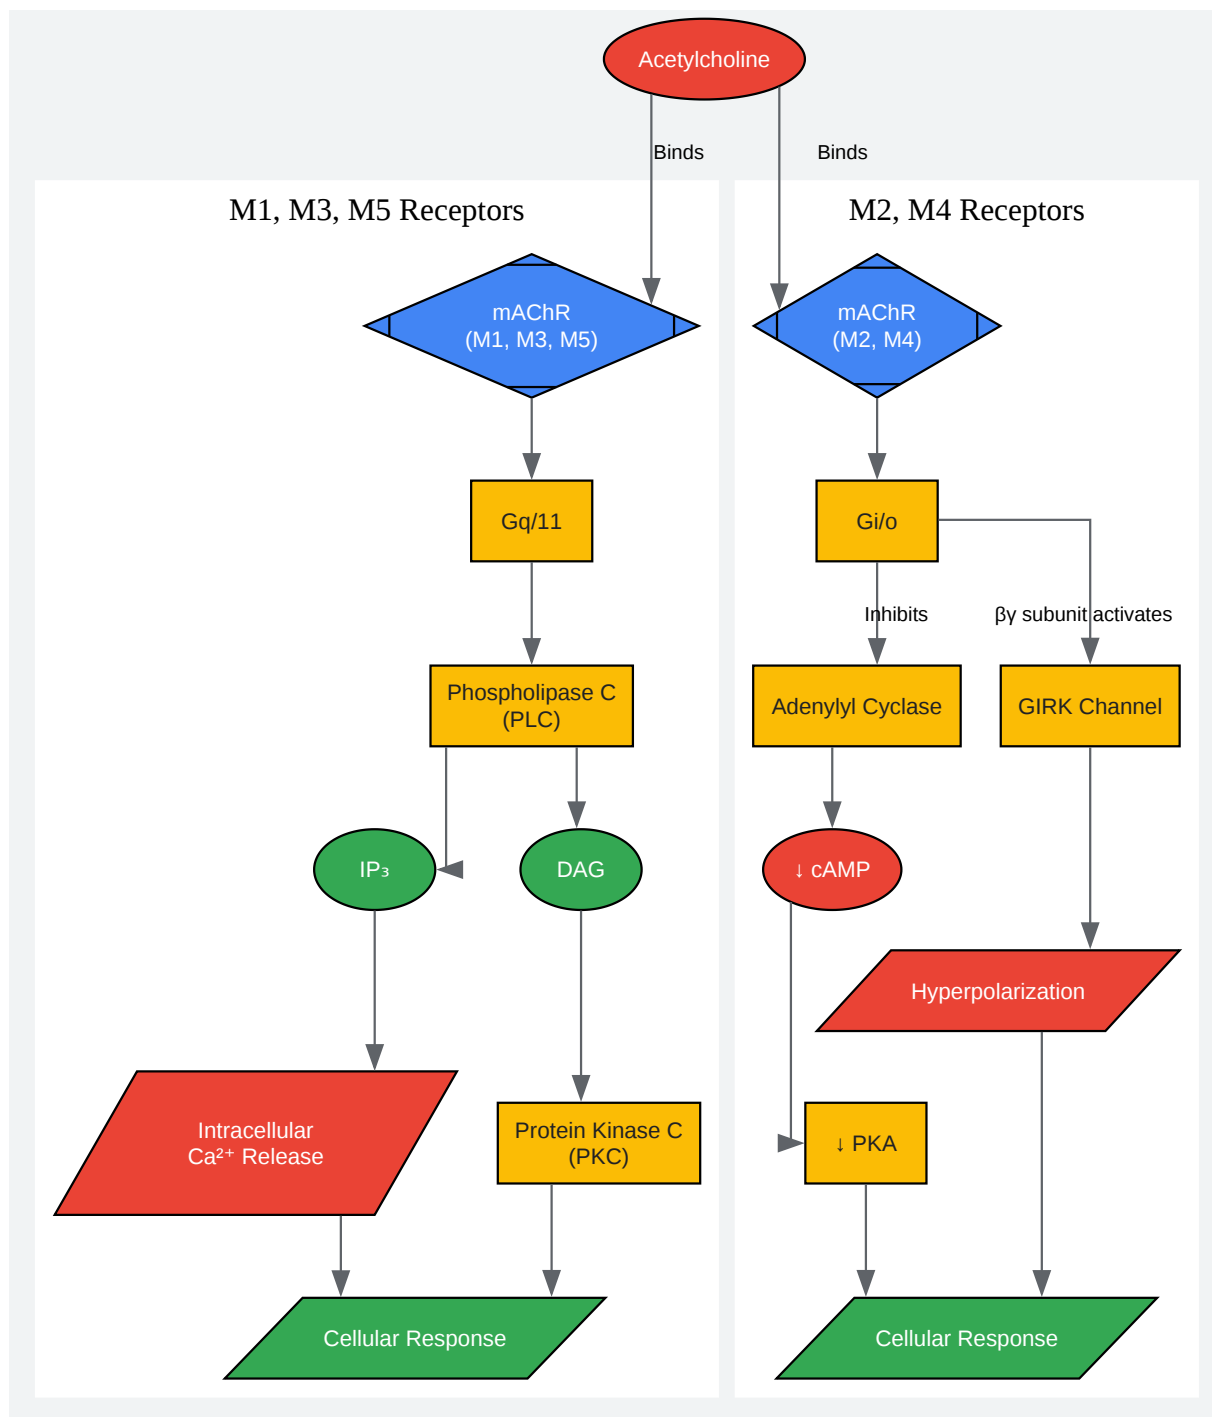 Acetylcholine
Binds
Binds
M1, M3, M5 Receptors
M2, M4 Receptors
mAChR
(M1, M3, M5)
mAChR
(M2, M4)
Gq/11
Gi/o
Inhibits
βγ subunit activates
Phospholipase C
(PLC)
Adenylyl Cyclase
GIRK Channel
IP₃
DAG
↓ cAMP
Hyperpolarization
Intracellular
Ca²⁺ Release
Protein Kinase C
(PKC)
↓ PKA
Cellular Response
Cellular Response